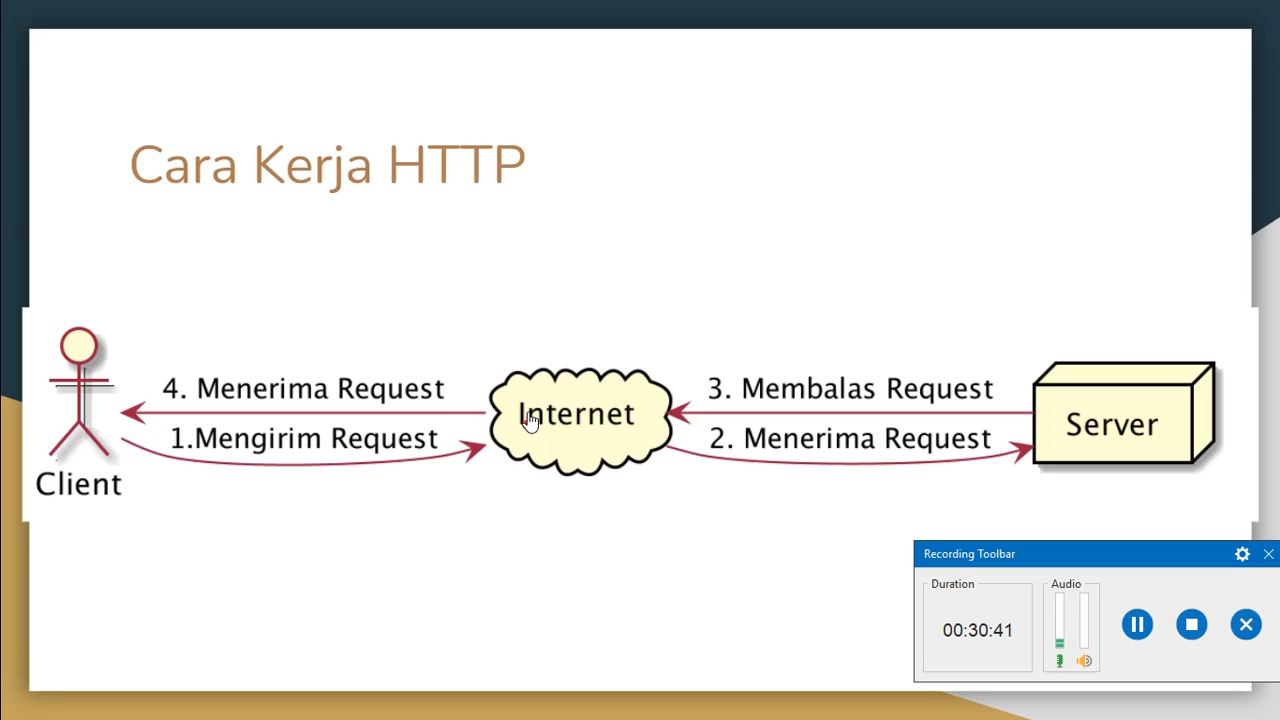 Cara Kerja HTTP
4. Menerima Request
3. Membalas Request
Internet
1.Mengirim Request
2. Menerima Request
Server
Client
Recording Toolbar
Duration
Audio
00:30:41